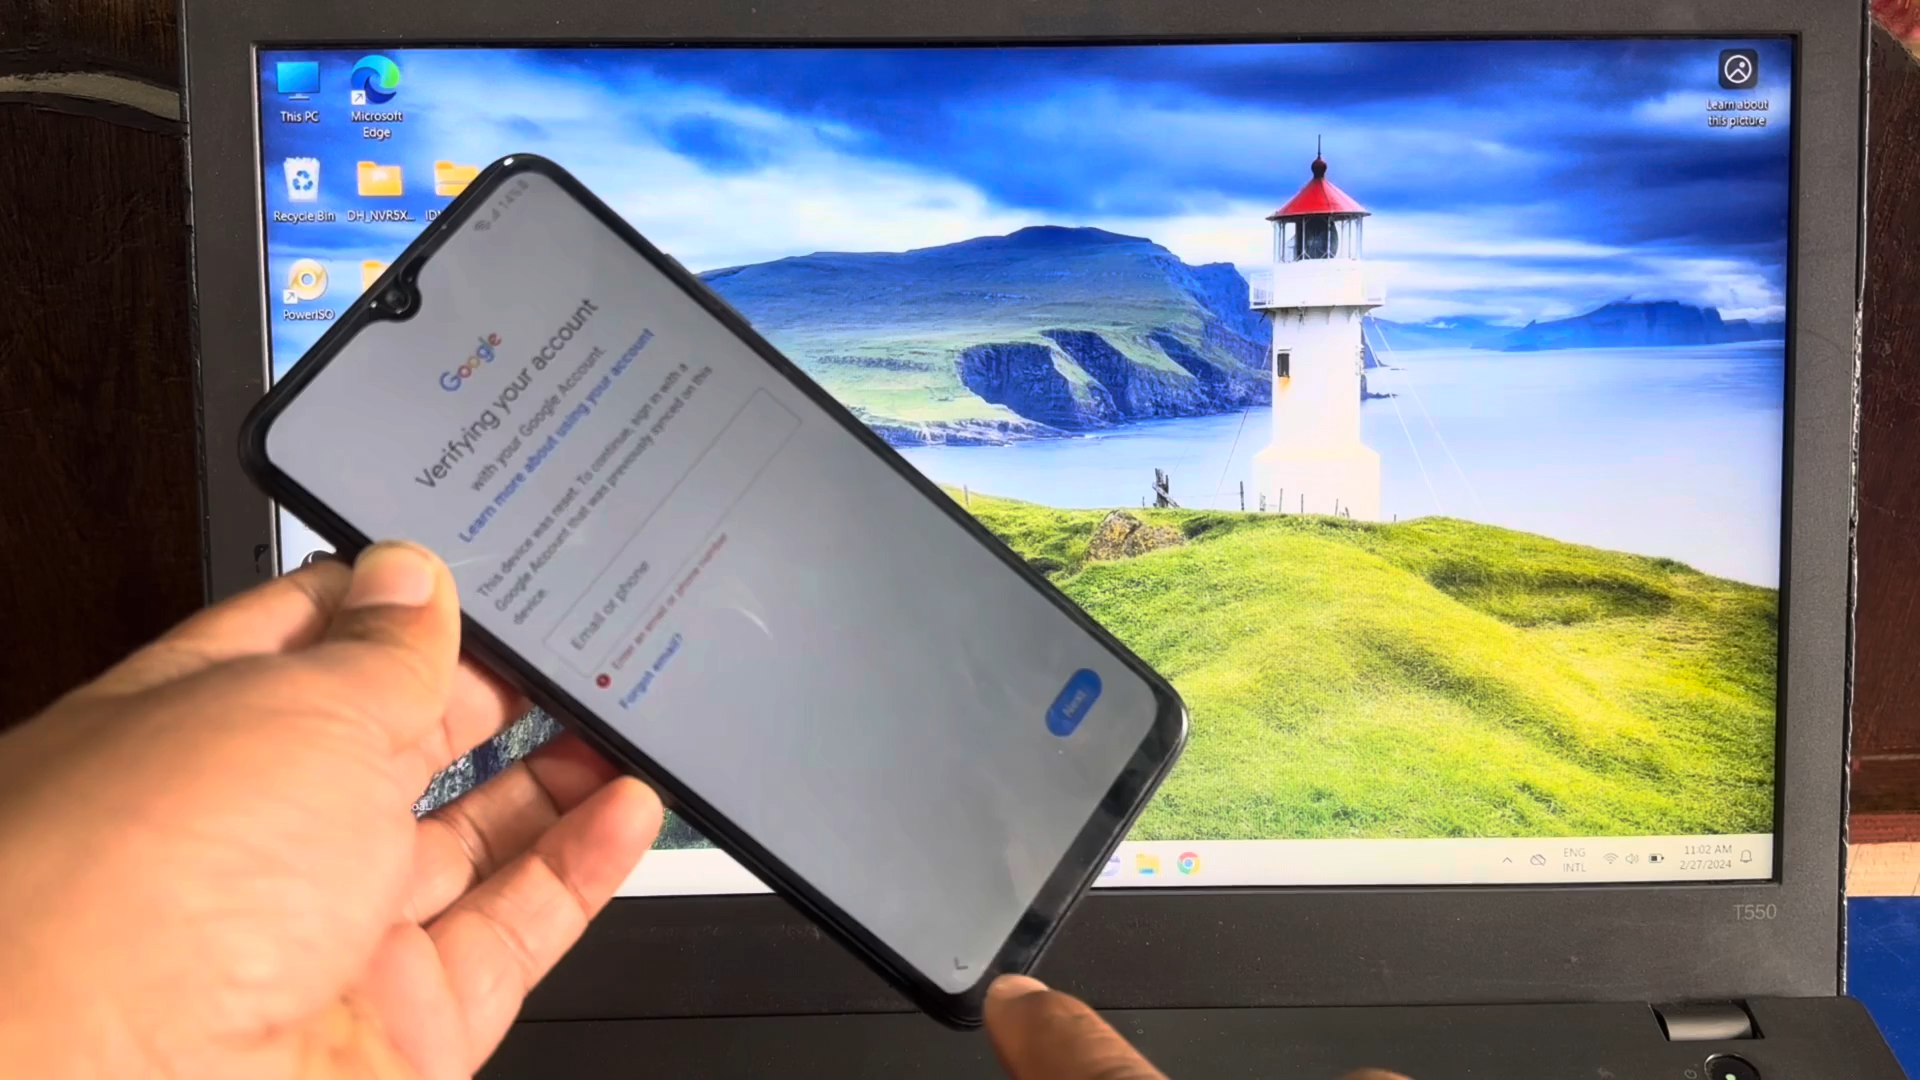 This PC
Microsoft
Edge
Learn about
this picture
Recycle Bin
DH_NVR5X...
PowerISO
14%
Google
Verifying your account
with your Google Account.
Learn more about using your account
This device was reset. To continue, sign in with a
Google Account that was previously synced on this
device.
Email or phone
Enter an email or phone number
Forgot email?
Next
ENG
INTL
11:02 AM
2/27/2024
T550